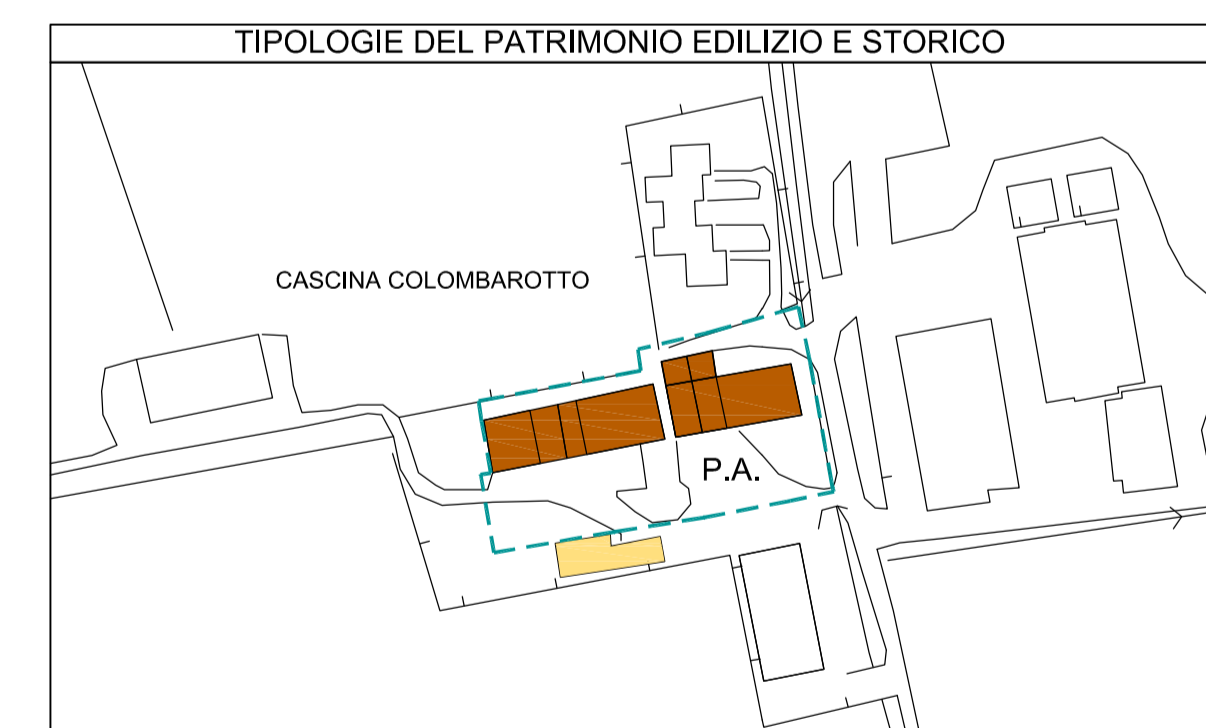 TIPOLOGIE DEL PATRIMONIO EDILIZIO E STORICO
CASCINA COLOMBAROTTO
P.A.